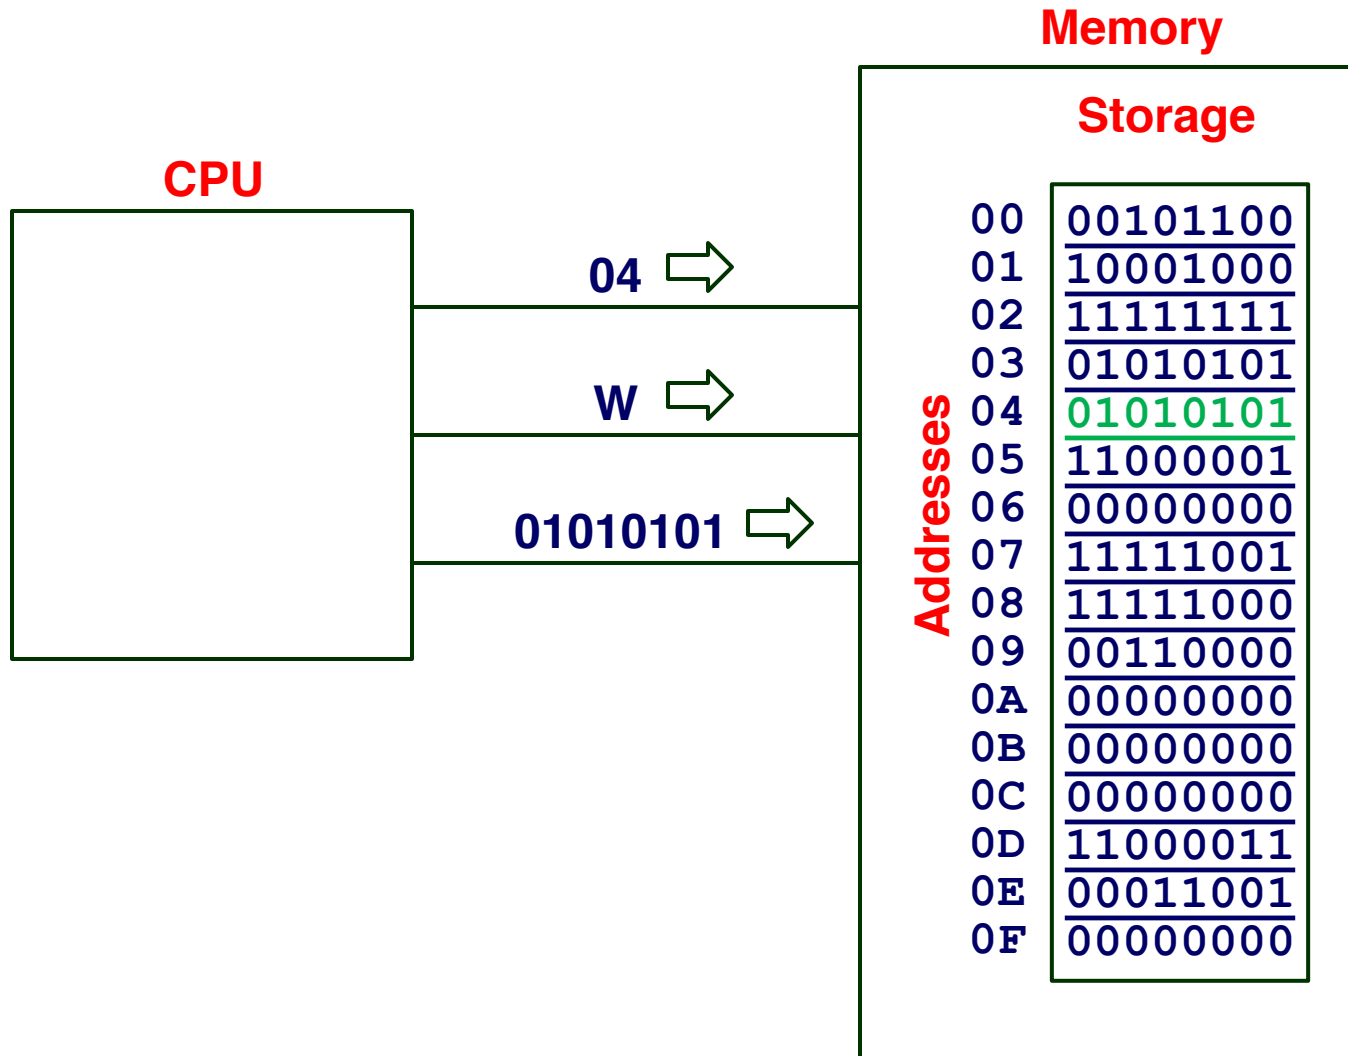 Memory
Storage
CPU
04
W
01010101
Addresses
00 00101100
01 10001000
02 11111111
03 01010101
04 01010101
05 11000001
06 00000000
07 11111001
08 11111000
09 00110000
0A 00000000
0B 00000000
0C 00000000
0D 11000011
0E 00011001
0F 00000000